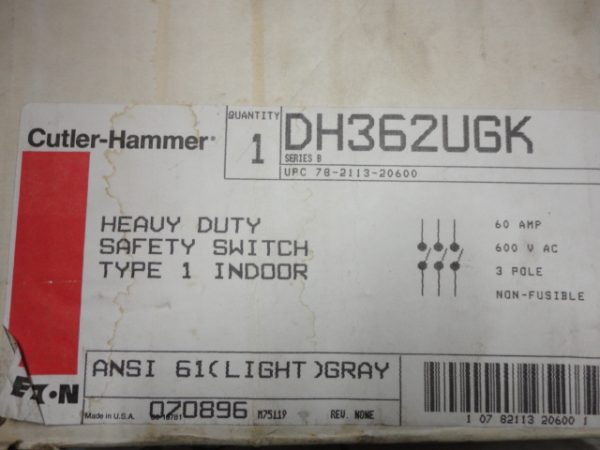 Cutler-Hammer
QUANTITY
1
DH362UGK
SERIES B
UPC 78-2113-20600
HEAVY DUTY
SAFETY SWITCH
TYPE 1 INDOOR
60 AMP
600 V AC
3 POLE
NON-FUSIBLE
ANSI 61(LIGHT)GRAY
E•T•N
Made in U.S.A.
070896
M75119
REV. NONE
1 07 82113 20600 1